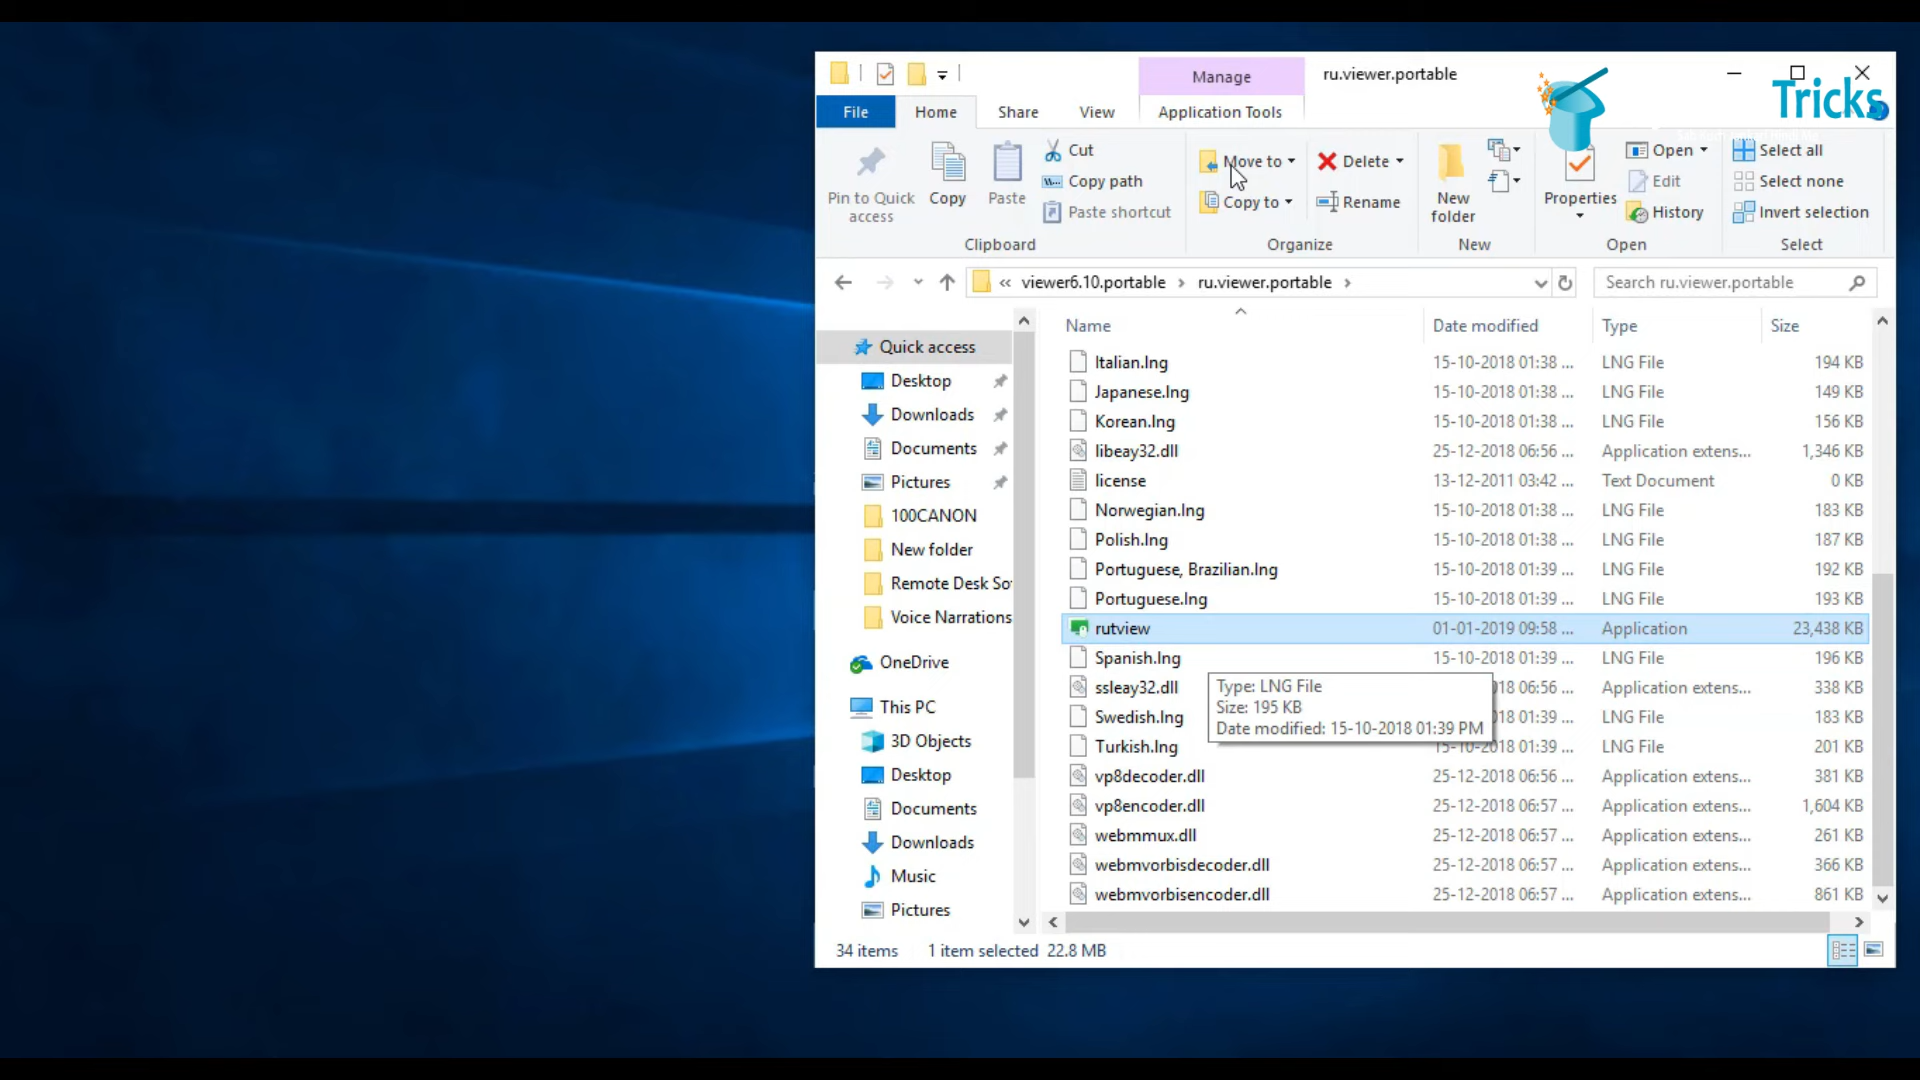 Manage
ru.viewer.portable
Tricks
File
Home
Share
View
Application Tools
Pin to Quick access
Copy
Paste
Cut
Copy path
Paste shortcut
Clipboard
Move to
Copy to
Delete
Rename
Organize
New folder
New
Properties
Open
Edit
History
Open
Select all
Select none
Invert selection
Select
« viewer6.10.portable > ru.viewer.portable >
Search ru.viewer.portable
Quick access
Desktop
Downloads
Documents
Pictures
100CANON
New folder
Remote Desk So
Voice Narrations
OneDrive
This PC
3D Objects
Desktop
Documents
Downloads
Music
Pictures
Name Date modified Type Size
Italian.lng 15-10-2018 01:38 ... LNG File 194 KB
Japanese.lng 15-10-2018 01:38 ... LNG File 149 KB
Korean.lng 15-10-2018 01:38 ... LNG File 156 KB
libeay32.dll 25-12-2018 06:56 ... Application extens... 1,346 KB
license 13-12-2011 03:42 ... Text Document 0 KB
Norwegian.lng 15-10-2018 01:38 ... LNG File 183 KB
Polish.lng 15-10-2018 01:38 ... LNG File 187 KB
Portuguese, Brazilian.lng 15-10-2018 01:39 ... LNG File 192 KB
Portuguese.lng 15-10-2018 01:39 ... LNG File 193 KB
rutview 01-01-2019 09:58 ... Application 23,438 KB
Spanish.lng 15-10-2018 01:39 ... LNG File 196 KB
ssleay32.dll 18 06:56 ... Application extens... 338 KB
Swedish.lng 18 01:39 ... LNG File 183 KB
Turkish.lng 15-10-2018 01:39 ... LNG File 201 KB
vp8decoder.dll 25-12-2018 06:56 ... Application extens... 381 KB
vp8encoder.dll 25-12-2018 06:57 ... Application extens... 1,604 KB
webmmux.dll 25-12-2018 06:57 ... Application extens... 261 KB
webmvorbisdecoder.dll 25-12-2018 06:57 ... Application extens... 366 KB
webmvorbisencoder.dll 25-12-2018 06:57 ... Application extens... 861 KB
Type: LNG File
Size: 195 KB
Date modified: 15-10-2018 01:39 PM
34 items 1 item selected 22.8 MB